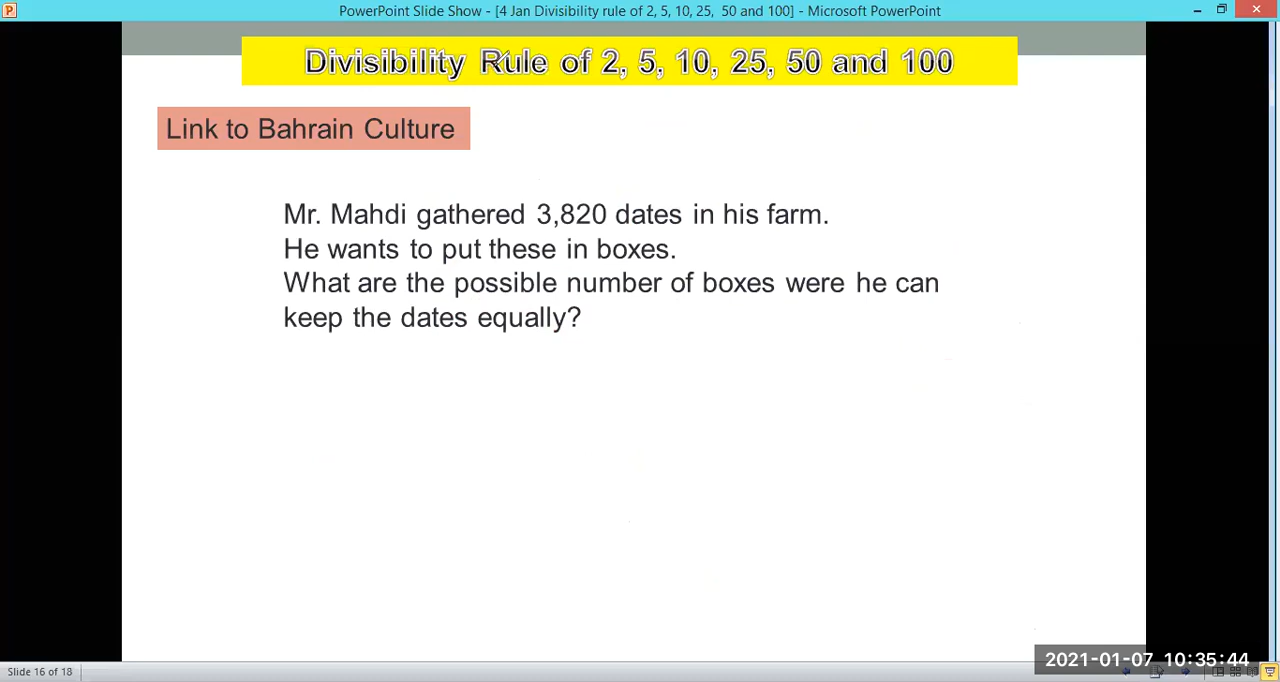 PowerPoint Slide Show - [4 Jan Divisibility rule of 2, 5, 10, 25,  50 and 100] - Microsoft PowerPoint
Divisibility Rule of 2, 5, 10, 25, 50 and 100
Link to Bahrain Culture
Mr. Mahdi gathered 3,820 dates in his farm.
He wants to put these in boxes.
What are the possible number of boxes were he can
keep the dates equally?
2021-01-07 10:35:44
Slide 16 of 18